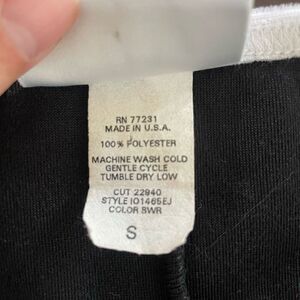 RN 77231
MADE IN U.S.A.
100% POLYESTER
MACHINE WASH COLD
GENTLE CYCLE
TUMBLE DRY LOW
CUT 22940
STYLE IO1465EJ
COLOR BWR
S